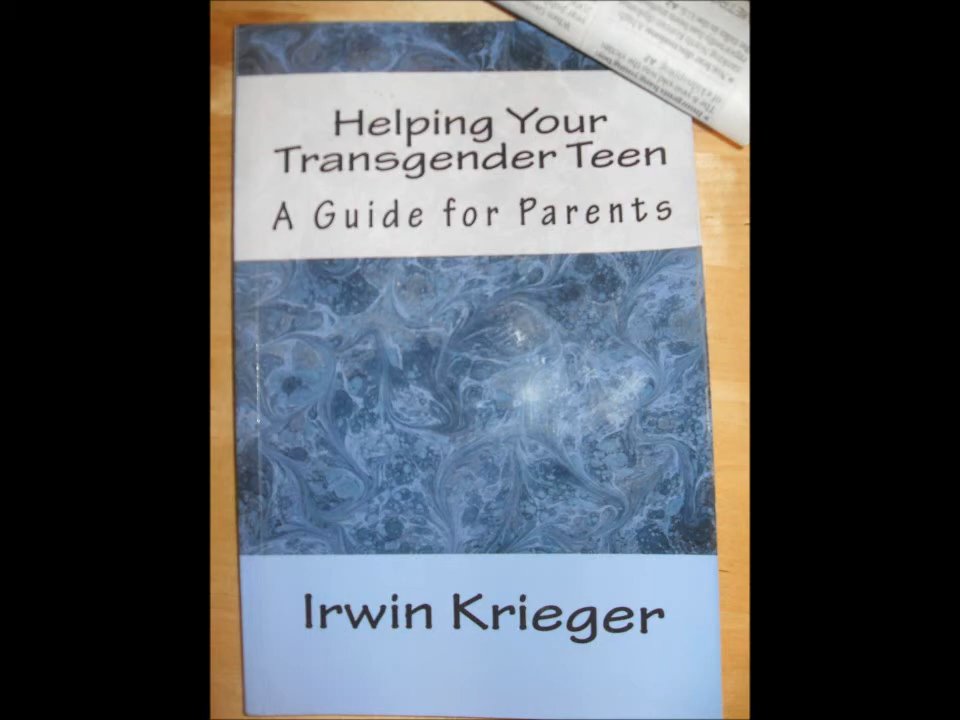 Helping Your
Transgender Teen
A Guide for Parents
Irwin Krieger